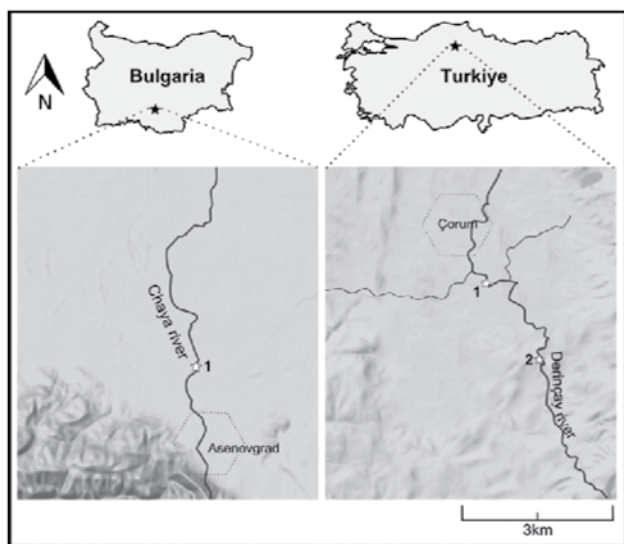 Bulgaria
Turkiye
N
Çorum
Chaya river
1
1
2
Derinçay river
Asenovgrad
3km